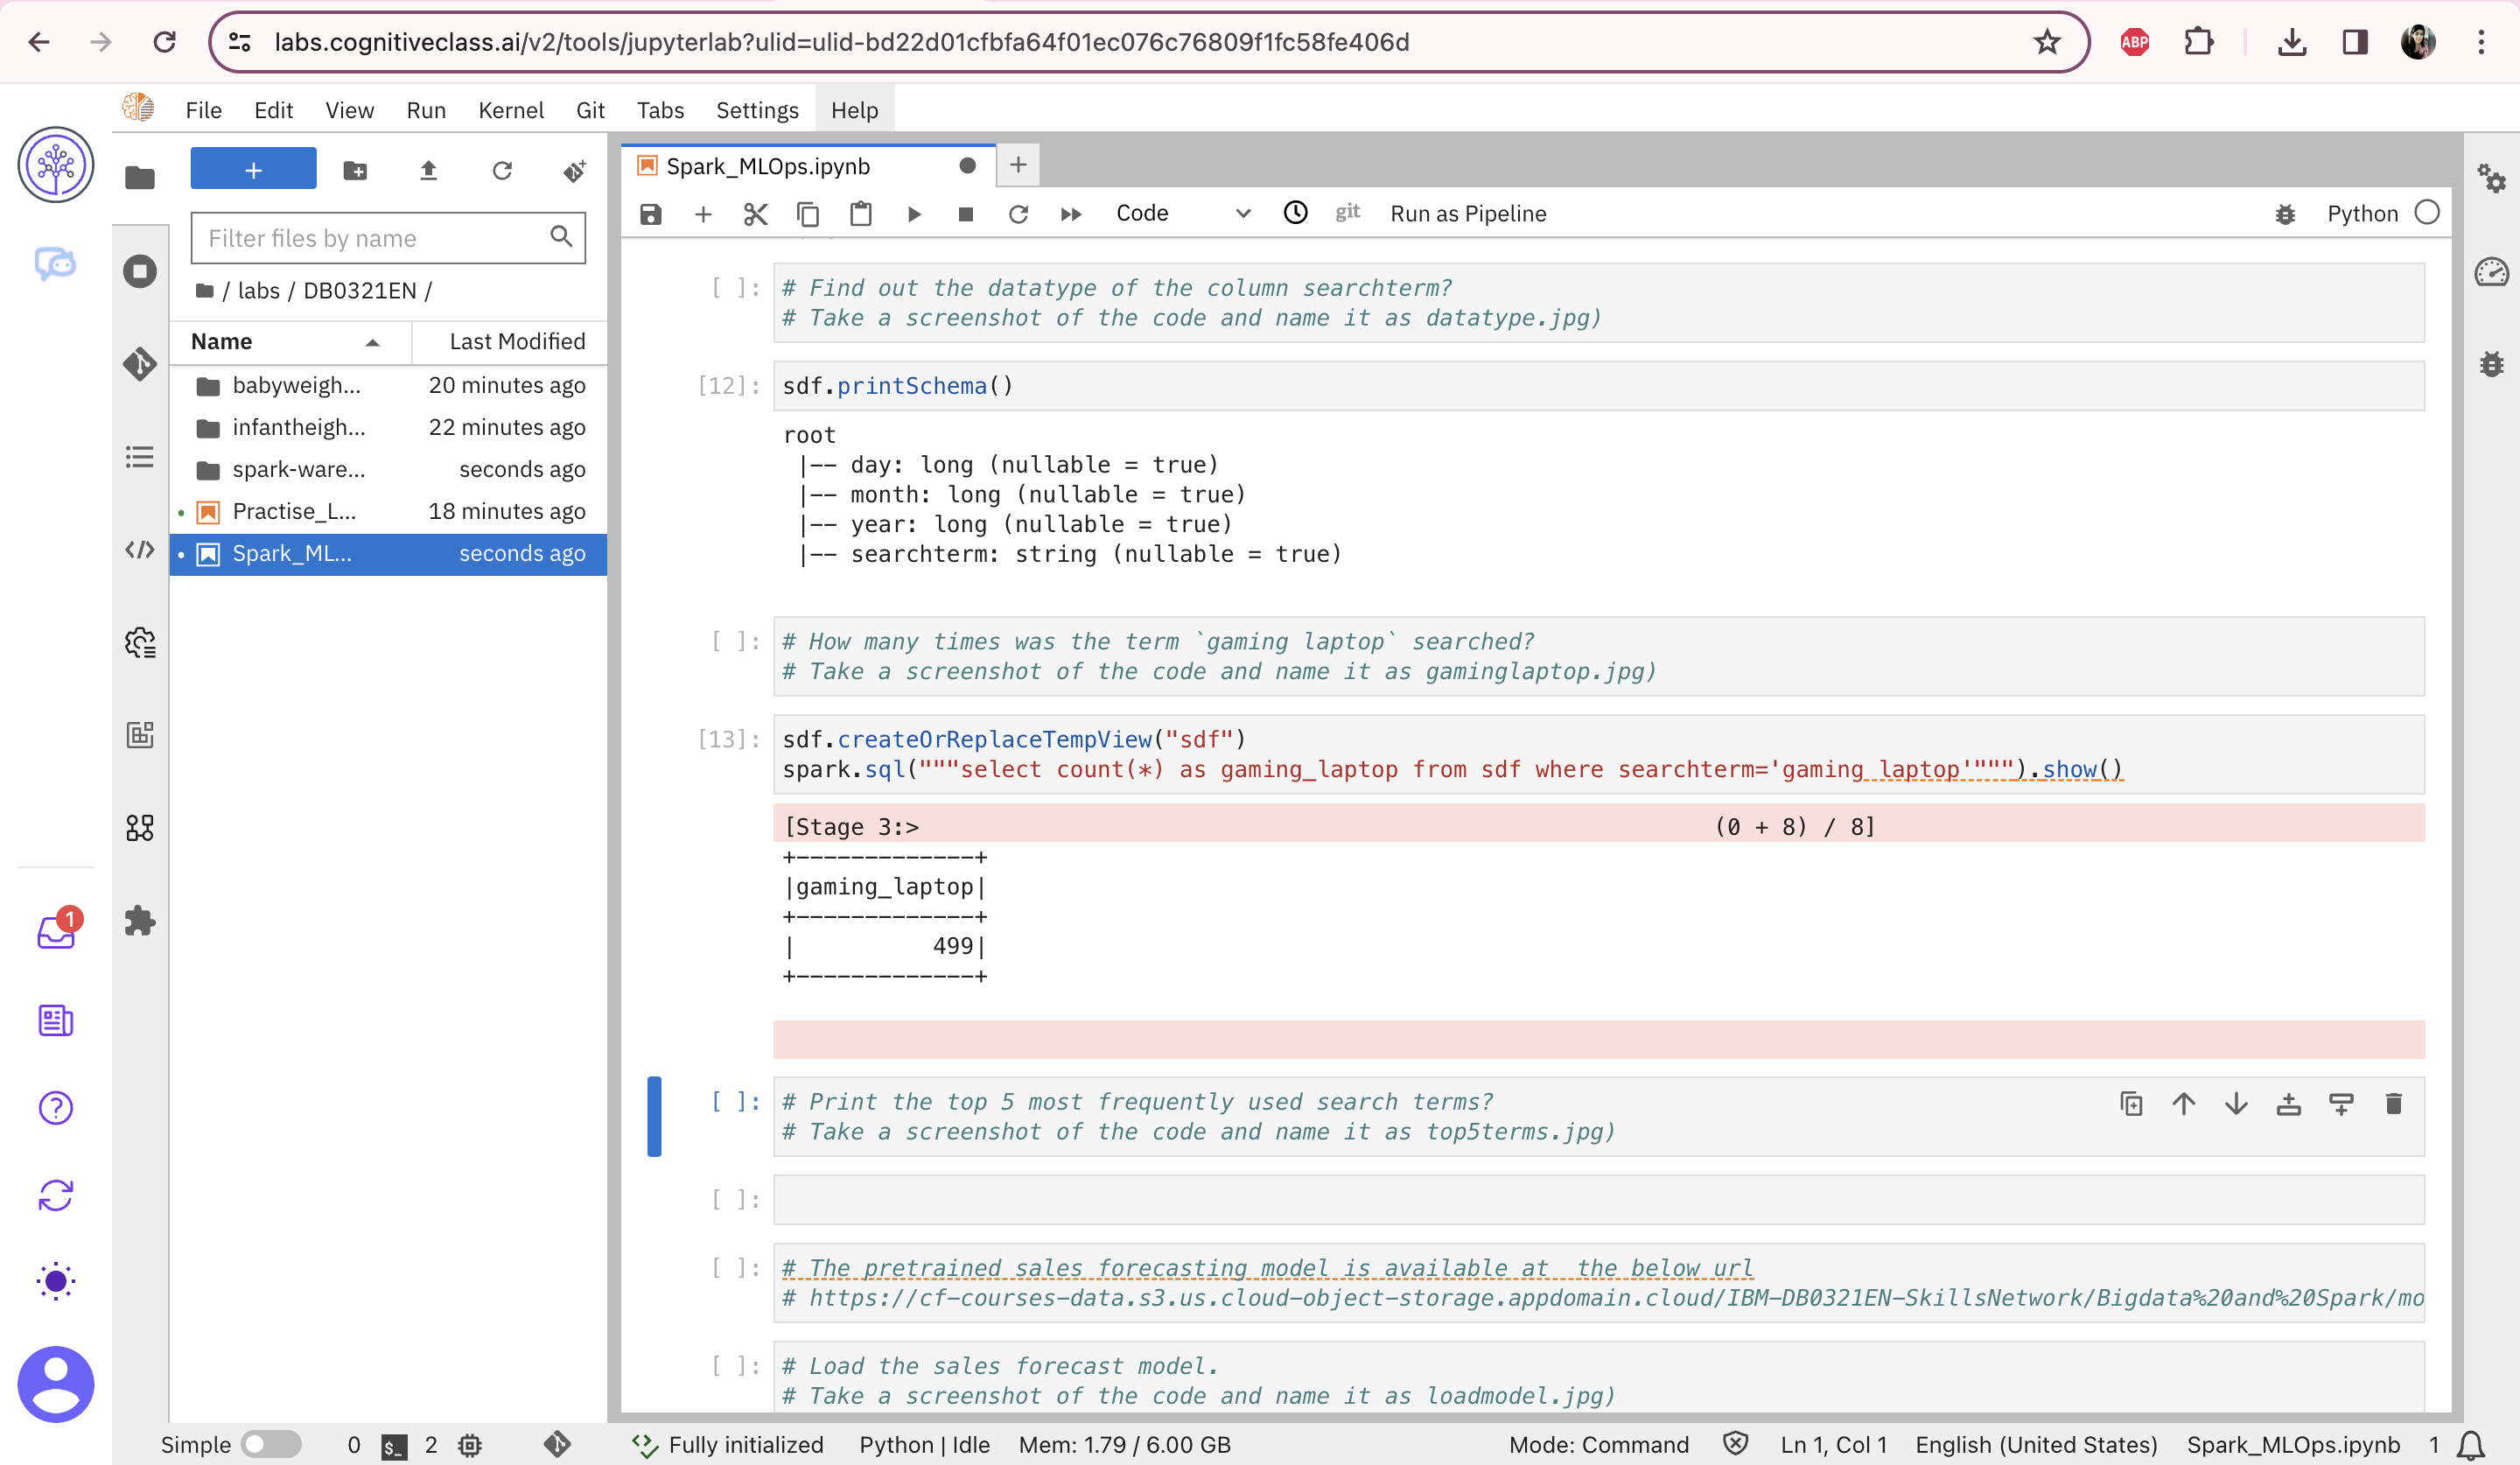 labs.cognitiveclass.ai/v2/tools/jupyterlab?ulid=ulid-bd22d01cfbfa64f01ec076c76809f1fc58fe406d
ABP
File Edit View Run Kernel Git Tabs Settings Help
+
Spark_MLOps.ipynb
Code
git
Run as Pipeline
Python
Filter files by name
/ labs / DB0321EN /
Name Last Modified
babyweigh... 20 minutes ago
infantheigh... 22 minutes ago
spark-ware... seconds ago
Practise_L... 18 minutes ago
Spark_ML... seconds ago
1
[ ]: # Find out the datatype of the column searchterm?
# Take a screenshot of the code and name it as datatype.jpg)
[12]: sdf.printSchema()
root
|-- day: long (nullable = true)
|-- month: long (nullable = true)
|-- year: long (nullable = true)
|-- searchterm: string (nullable = true)
[ ]: # How many times was the term `gaming laptop` searched?
# Take a screenshot of the code and name it as gaminglaptop.jpg)
[13]: sdf.createOrReplaceTempView("sdf")
spark.sql("""select count(*) as gaming_laptop from sdf where searchterm='gaming laptop'""").show()
[Stage 3:> (0 + 8) / 8]
+-------------+
|gaming_laptop|
+-------------+
| 499|
+-------------+
[ ]: # Print the top 5 most frequently used search terms?
# Take a screenshot of the code and name it as top5terms.jpg)
[ ]:
[ ]: # The pretrained sales forecasting model is available at  the below url
# https://cf-courses-data.s3.us.cloud-object-storage.appdomain.cloud/IBM-DB0321EN-SkillsNetwork/Bigdata%20and%20Spark/mo
[ ]: # Load the sales forecast model.
# Take a screenshot of the code and name it as loadmodel.jpg)
Simple 0 $_ 2 Fully initialized Python | Idle Mem: 1.79 / 6.00 GB Mode: Command Ln 1, Col 1 English (United States) Spark_MLOps.ipynb 1